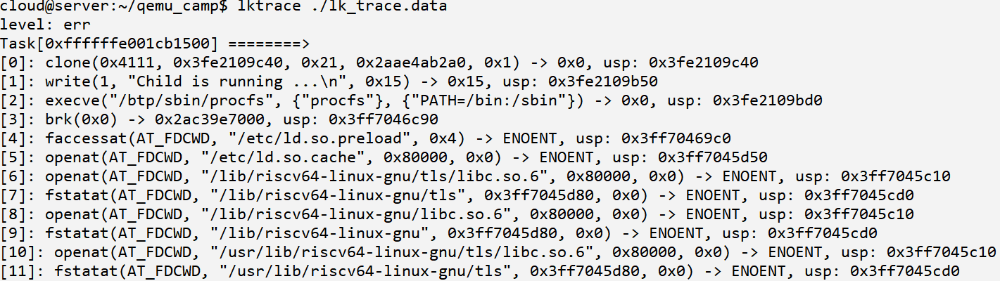 cloud@server:~/qemu_camp$ lktrace ./lk_trace.data
level: err
Task[0xffffffe001cb1500] ========>
[0]: clone(0x4111, 0x3fe2109c40, 0x21, 0x2aae4ab2a0, 0x1) -> 0x0, usp: 0x3fe2109c40
[1]: write(1, "Child is running ...\n", 0x15) -> 0x15, usp: 0x3fe2109b50
[2]: execve("/btp/sbin/procfs", {"procfs"}, {"PATH=/bin:/sbin"}) -> 0x0, usp: 0x3fe2109bd0
[3]: brk(0x0) -> 0x2ac39e7000, usp: 0x3ff7046c90
[4]: faccessat(AT_FDCWD, "/etc/ld.so.preload", 0x4) -> ENOENT, usp: 0x3ff70469c0
[5]: openat(AT_FDCWD, "/etc/ld.so.cache", 0x80000, 0x0) -> ENOENT, usp: 0x3ff7045d50
[6]: openat(AT_FDCWD, "/lib/riscv64-linux-gnu/tls/libc.so.6", 0x80000, 0x0) -> ENOENT, usp: 0x3ff7045c10
[7]: fstatat(AT_FDCWD, "/lib/riscv64-linux-gnu/tls", 0x3ff7045d80, 0x0) -> ENOENT, usp: 0x3ff7045cd0
[8]: openat(AT_FDCWD, "/lib/riscv64-linux-gnu/libc.so.6", 0x80000, 0x0) -> ENOENT, usp: 0x3ff7045c10
[9]: fstatat(AT_FDCWD, "/lib/riscv64-linux-gnu", 0x3ff7045d80, 0x0) -> ENOENT, usp: 0x3ff7045cd0
[10]: openat(AT_FDCWD, "/usr/lib/riscv64-linux-gnu/tls/libc.so.6", 0x80000, 0x0) -> ENOENT, usp: 0x3ff7045c10
[11]: fstatat(AT_FDCWD, "/usr/lib/riscv64-linux-gnu/tls", 0x3ff7045d80, 0x0) -> ENOENT, usp: 0x3ff7045cd0